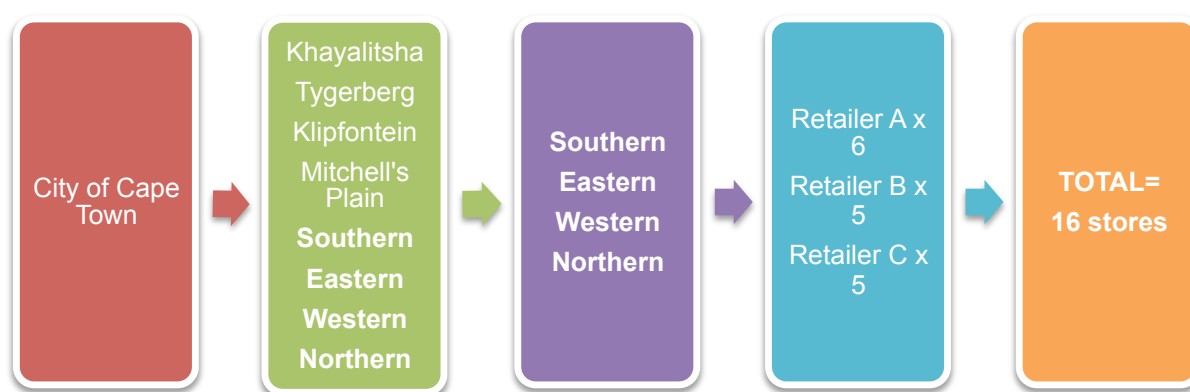 City of Cape
Town
Khayalitsha
Tygerberg
Klipfontein
Mitchell's
Plain
Southern
Eastern
Western
Northern
Southern
Eastern
Western
Northern
Retailer A x
6
Retailer B x
5
Retailer C x
5
TOTAL=
16 stores